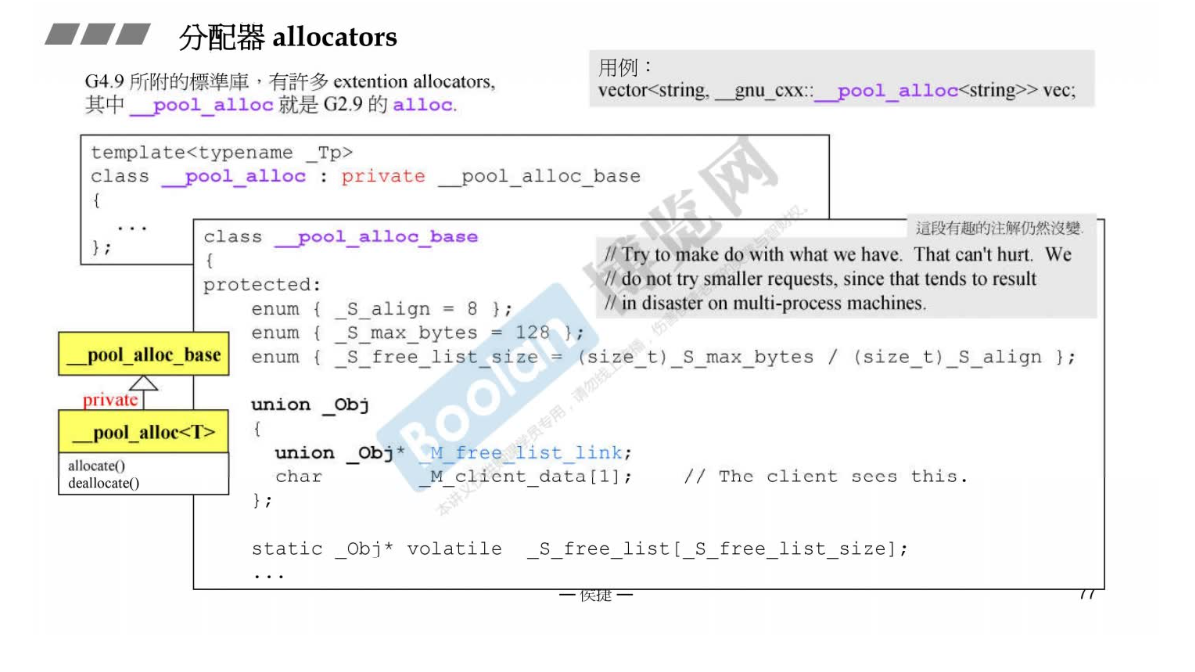 分配器 allocators
G4.9 所附的標準庫，有許多 extention allocators,
其中 __pool_alloc 就是 G2.9 的 alloc.
用例：
vector<string, __gnu_cxx::__pool_alloc<string>> vec;
template<typename _Tp>
class __pool_alloc : private __pool_alloc_base
{
...
};
class __pool_alloc_base
{
protected:
enum { _S_align = 8 };
enum { _S_max_bytes = 128 };
enum { _S_free_list_size = (size_t)_S_max_bytes / (size_t)_S_align };
union _Obj
{
union _Obj* _M_free_list_link;
char _M_client_data[1]; // The client sees this.
};
static _Obj* volatile _S_free_list[_S_free_list_size];
...
這段有趣的注解仍然沒變.
// Try to make do with what we have. That can't hurt. We
// do not try smaller requests, since that tends to result
// in disaster on multi-process machines.
__pool_alloc_base
private
__pool_alloc<T>
allocate()
deallocate()
Boolan 博览网
— 侯捷 —
77